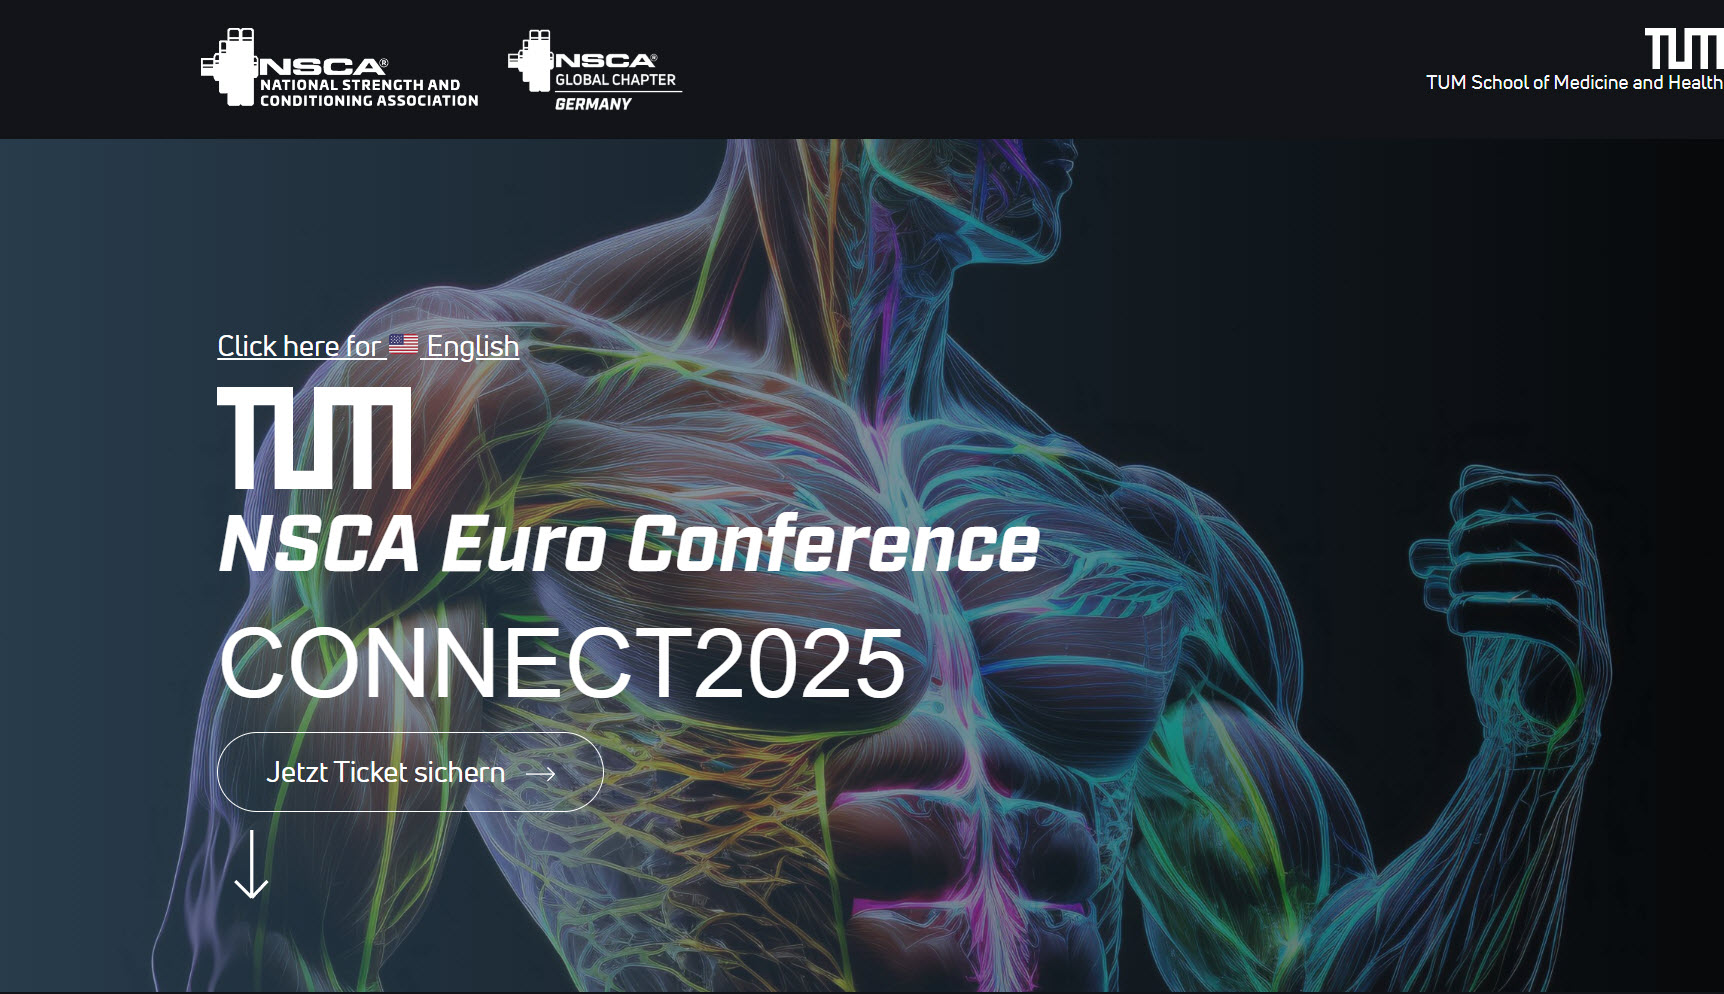 NSCA®
NATIONAL STRENGTH AND
CONDITIONING ASSOCIATION
NSCA®
GLOBAL CHAPTER
GERMANY
TUM
TUM School of Medicine and Health
Click here for 🇺🇸 English
TUM
NSCA Euro Conference
CONNECT2025
Jetzt Ticket sichern →